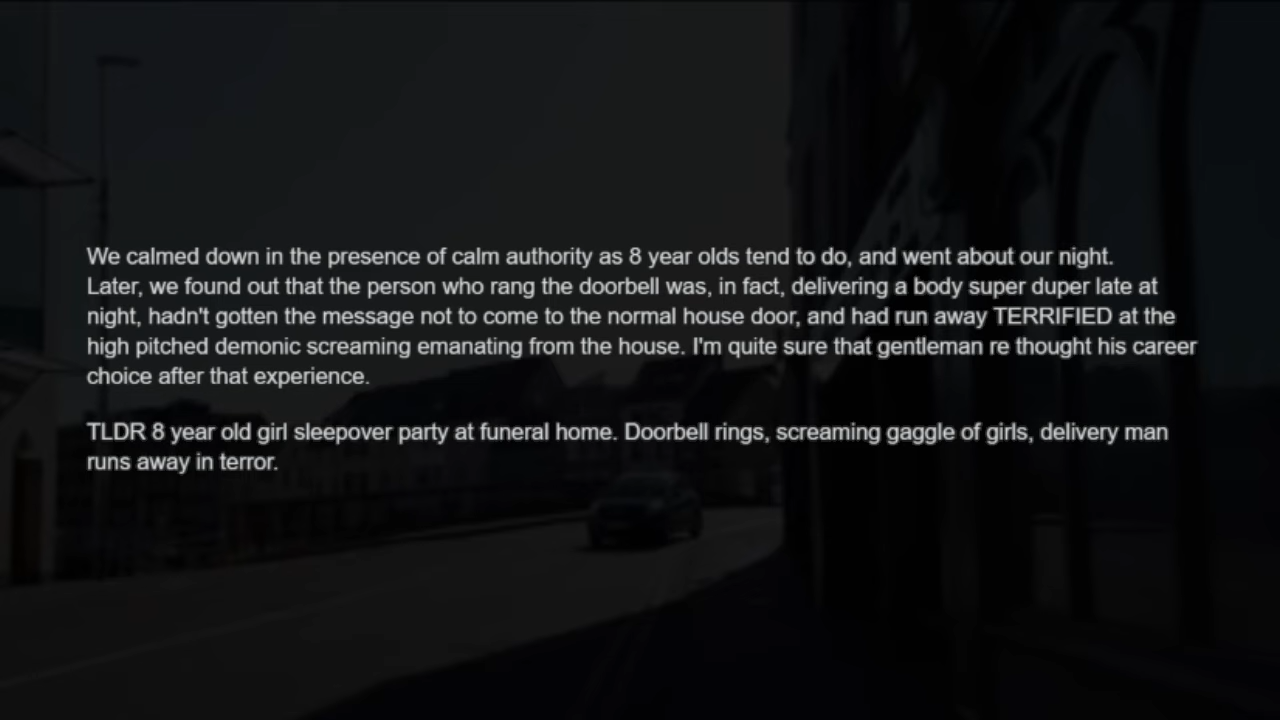 We calmed down in the presence of calm authority as 8 year olds tend to do, and went about our night.
Later, we found out that the person who rang the doorbell was, in fact, delivering a body super duper late at
night, hadn't gotten the message not to come to the normal house door, and had run away TERRIFIED at the
high pitched demonic screaming emanating from the house. I'm quite sure that gentleman re thought his career
choice after that experience.
TLDR 8 year old girl sleepover party at funeral home. Doorbell rings, screaming gaggle of girls, delivery man
runs away in terror.